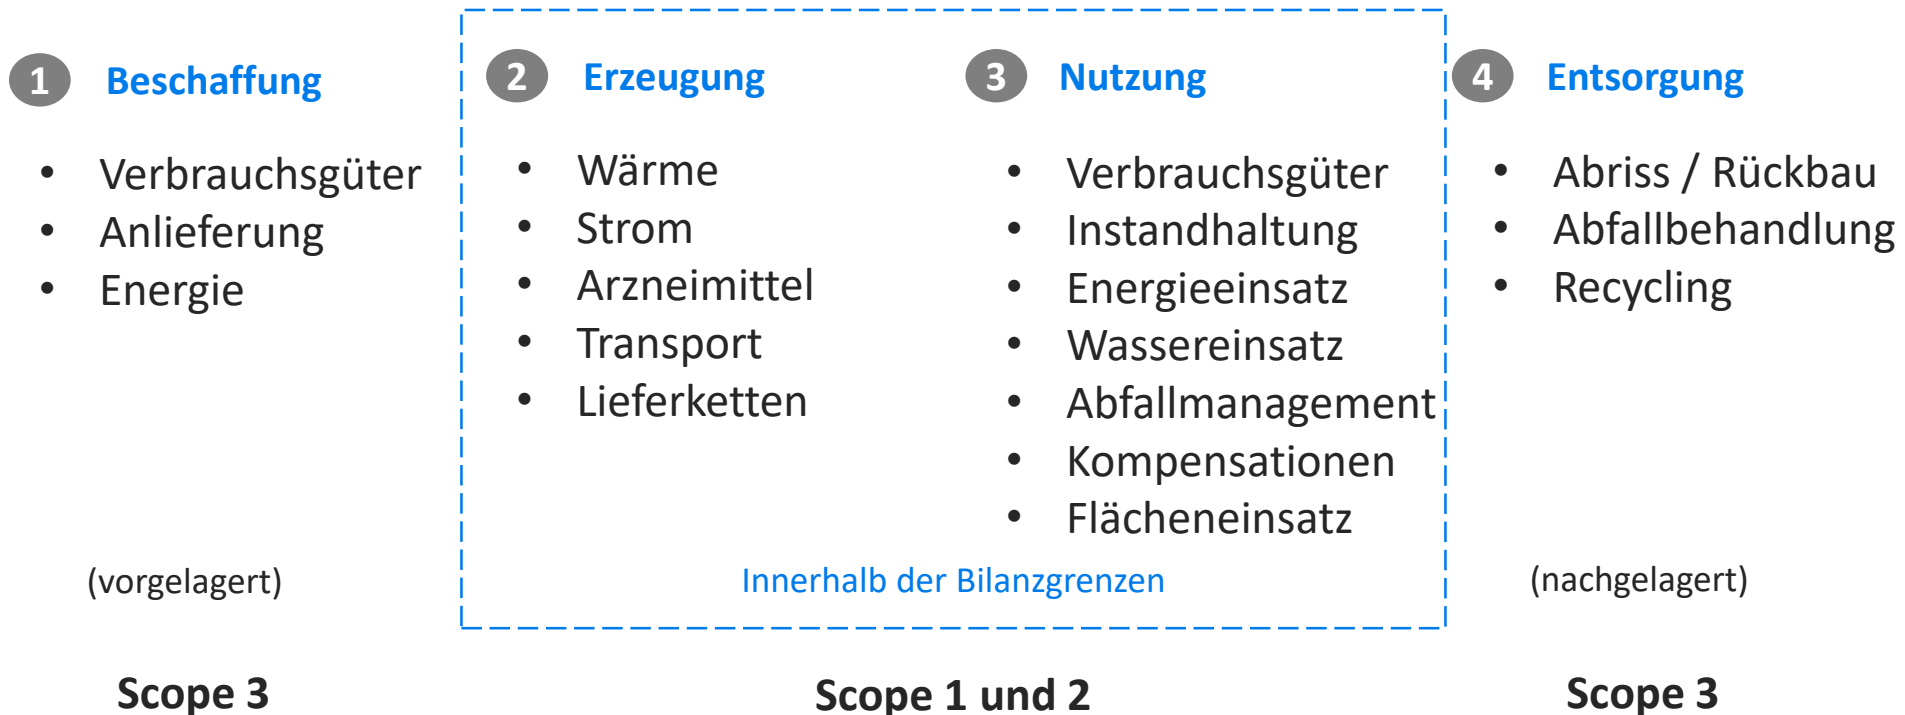 1 Beschaffung
• Verbrauchsgüter
• Anlieferung
• Energie
(vorgelagert)
Scope 3
2 Erzeugung
• Wärme
• Strom
• Arzneimittel
• Transport
• Lieferketten
3 Nutzung
• Verbrauchsgüter
• Instandhaltung
• Energieeinsatz
• Wassereinsatz
• Abfallmanagement
• Kompensationen
• Flächeneinsatz
Innerhalb der Bilanzgrenzen
Scope 1 und 2
4 Entsorgung
• Abriss / Rückbau
• Abfallbehandlung
• Recycling
(nachgelagert)
Scope 3